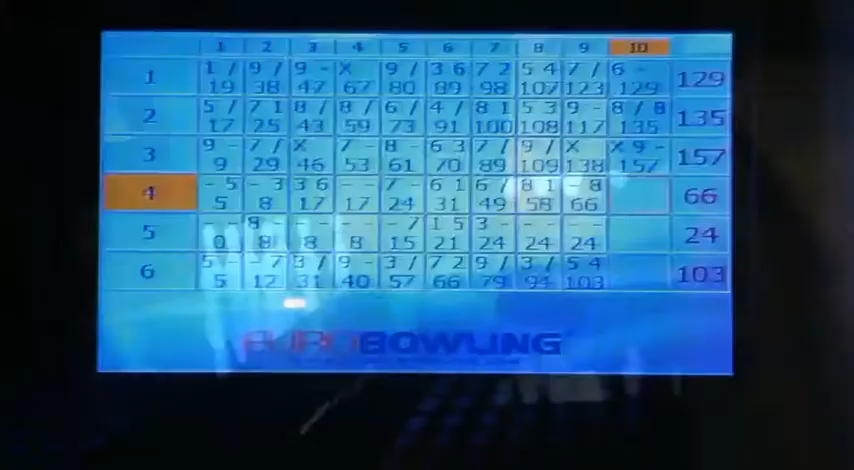 1 2 3 4 5 6 7 8 9 10
1 / 9 / 9 - X 9 / 3 6 7 2 5 4 7 / 6 -
1 19 38 47 67 80 89 98 107 123 129 129
5 / 7 1 8 / 8 / 6 / 4 / 8 1 5 3 9 - 8 / 8
2 17 25 43 59 73 91 100 108 117 135 135
9 - 7 / X 7 - 8 - 6 3 7 / 9 / X X 9 -
3 9 29 46 53 61 70 89 109 138 157 157
- 5 - 3 3 6 - - 7 - 6 1 6 / 8 1 - 8
4 5 8 17 17 24 31 49 58 66 66
- - 8 - - - - - - 7 1 5 3 - - - - -
5 0 8 8 8 15 21 24 24 24 24
5 - - 7 3 / 9 - 3 / 7 2 9 / 3 / 5 4
6 5 12 31 40 57 66 79 94 103 103
EUROBOWLING